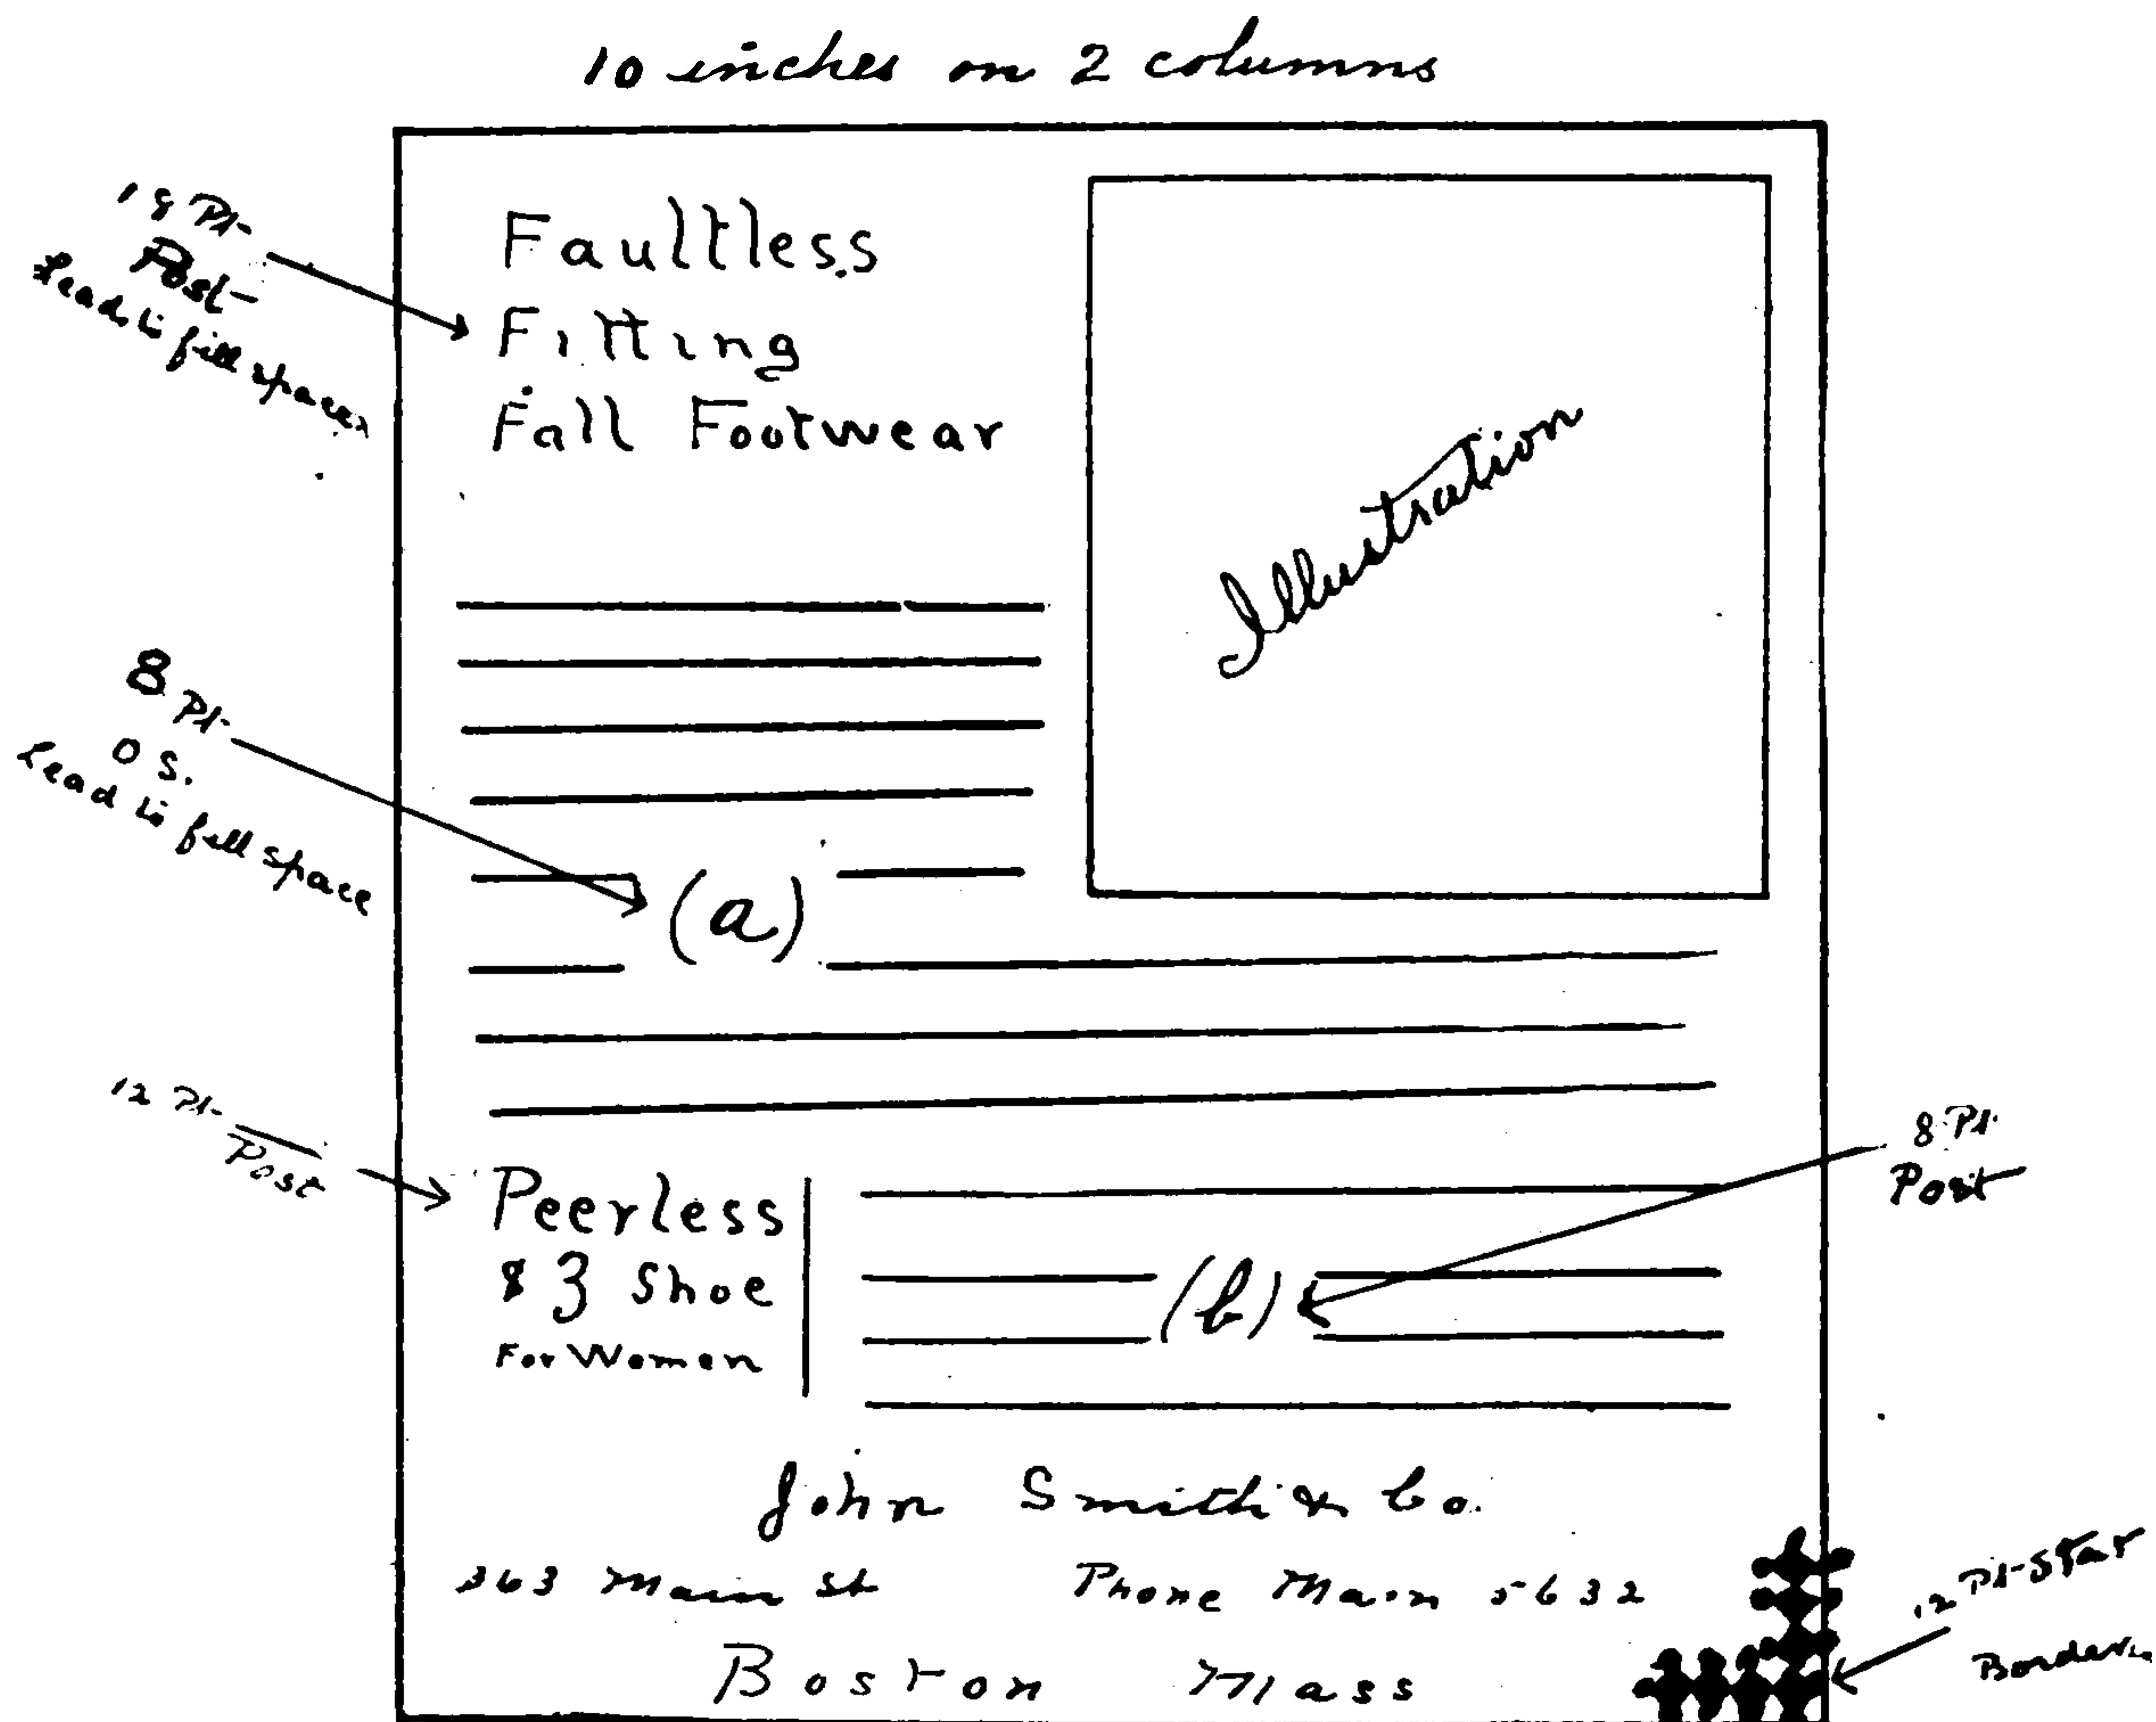 10 inches on 2 columns
18 Pt.
Post
Lead to fill space
Faultless
Fitting
Fall Footwear
Illustration
8 Pt.
O S.
Lead to fill space
(a)
12 Pt.
Post
Peerless
$3 Shoe
For Women
8 Pt.
Post
(b)
John Smith & Co.
363 Main St Phone Main 5632
Boston Mass
12 Pt Star
Border